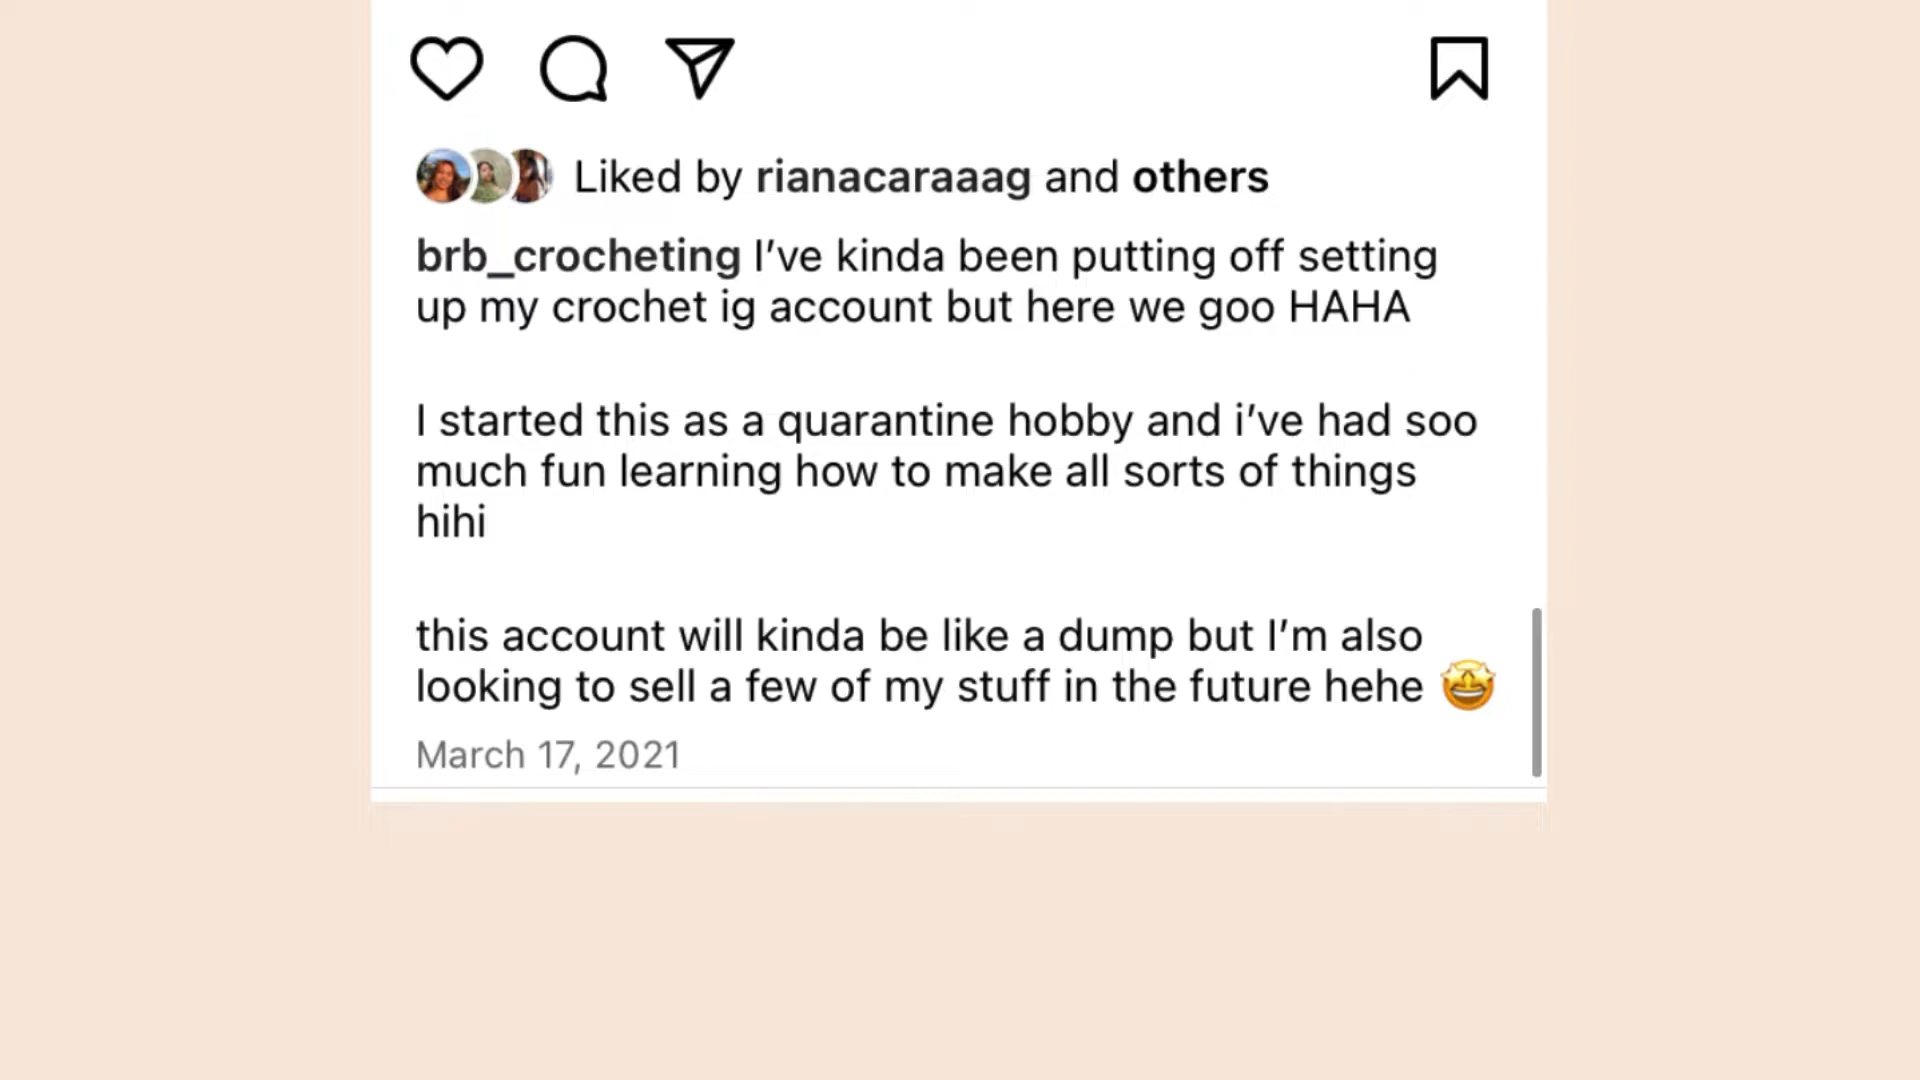 Liked by rianacaraaag and others
brb_crocheting I’ve kinda been putting off setting
up my crochet ig account but here we goo HAHA
I started this as a quarantine hobby and i’ve had soo
much fun learning how to make all sorts of things
hihi
this account will kinda be like a dump but I’m also
looking to sell a few of my stuff in the future hehe 🤩
March 17, 2021